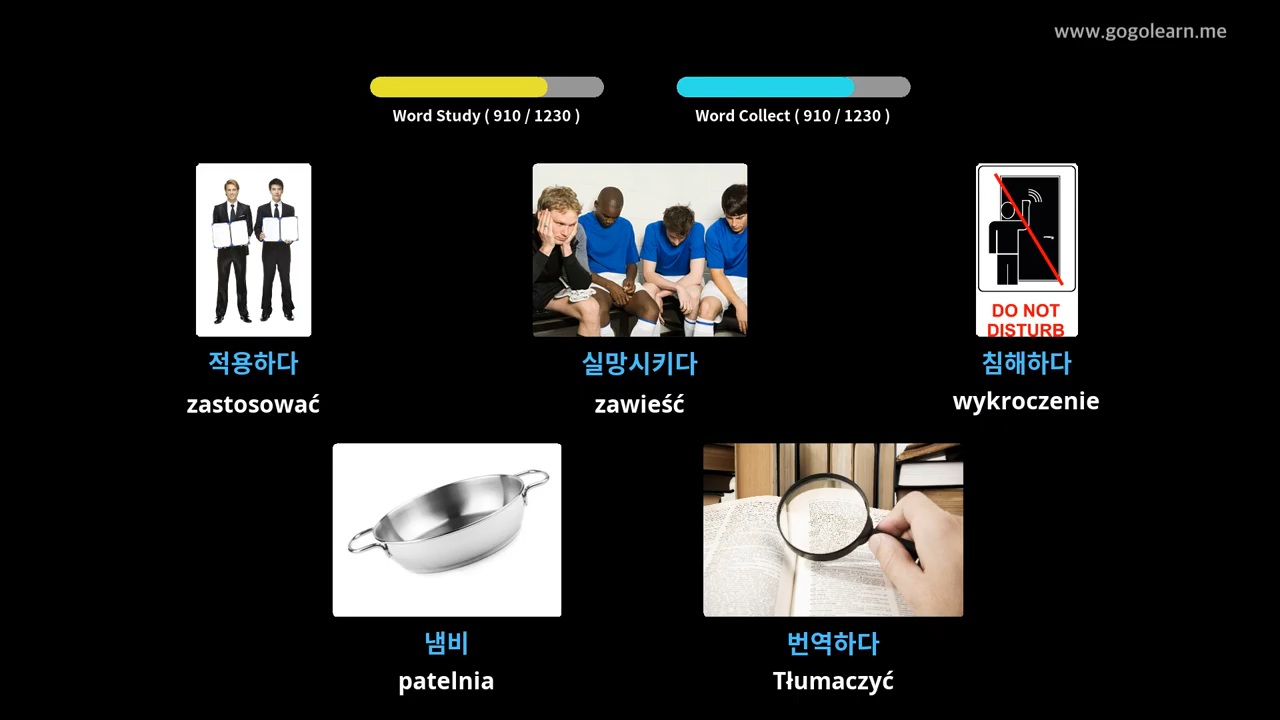 www.gogolearn.me
Word Study ( 910 / 1230 )
Word Collect ( 910 / 1230 )
DO NOT
DISTURB
적용하다
실망시키다
침해하다
zastosować
zawieść
wykroczenie
냄비
번역하다
patelnia
Tłumaczyć